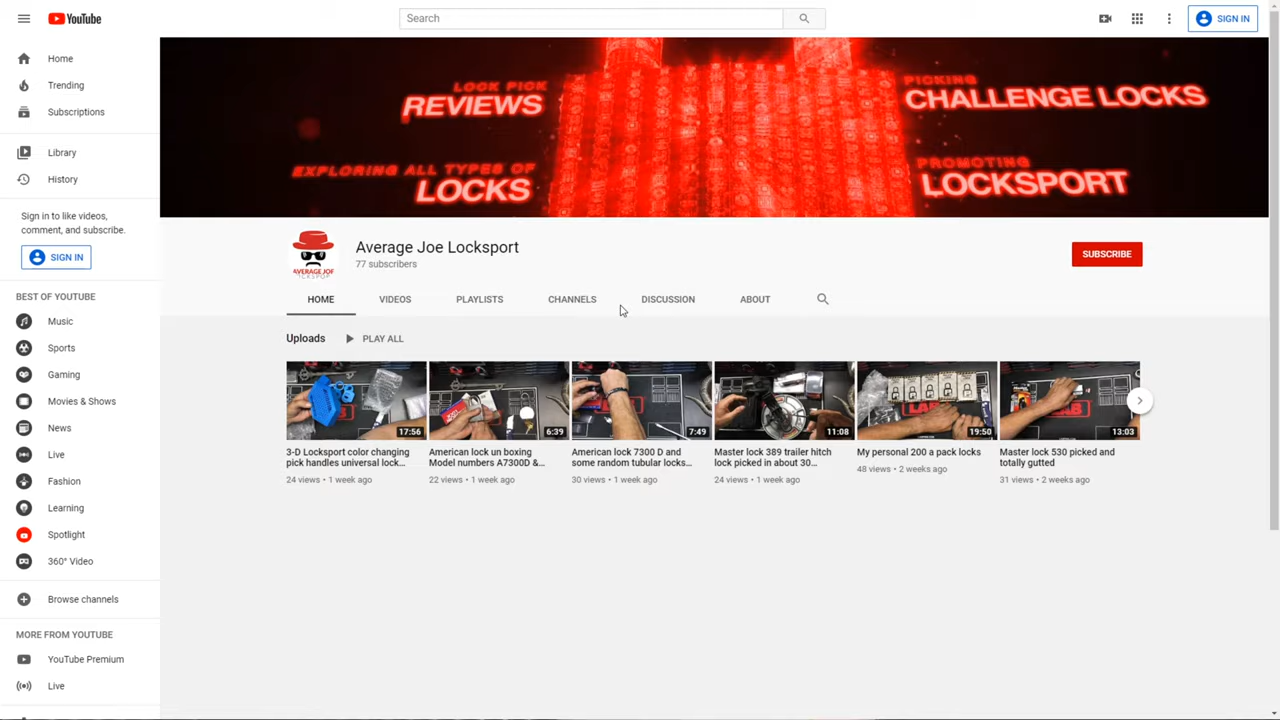 YouTube
Search
SIGN IN
Home
Trending
Subscriptions
Library
History
Sign in to like videos,
comment, and subscribe.
SIGN IN
BEST OF YOUTUBE
Music
Sports
Gaming
Movies & Shows
News
Live
Fashion
Learning
Spotlight
360° Video
Browse channels
MORE FROM YOUTUBE
YouTube Premium
Live
LOCK PICK
REVIEWS
EXPLORING ALL TYPES OF
LOCKS
PICKING
CHALLENGE LOCKS
PROMOTING
LOCKSPORT
AVERAGE JOE
LOCKSPORT
Average Joe Locksport
77 subscribers
SUBSCRIBE
HOME
VIDEOS
PLAYLISTS
CHANNELS
DISCUSSION
ABOUT
Uploads
PLAY ALL
17:56
3-D Locksport color changing
pick handles universal lock...
24 views • 1 week ago
6:39
American lock un boxing
Model numbers A7300D &...
22 views • 1 week ago
7:49
American lock 7300 D and
some random tubular locks...
30 views • 1 week ago
11:08
Master lock 389 trailer hitch
lock picked in about 30...
24 views • 1 week ago
19:50
My personal 200 a pack locks
48 views • 2 weeks ago
13:03
Master lock 530 picked and
totally gutted
31 views • 2 weeks ago